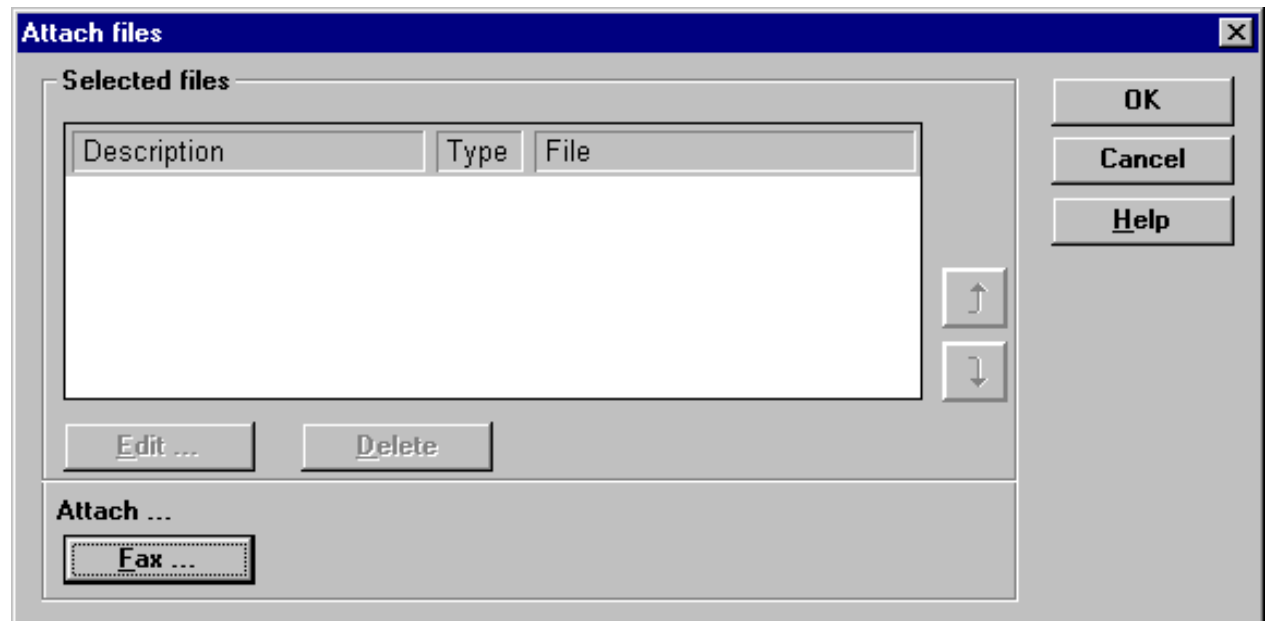 Attach files
Selected files
OK
Description Type File
Cancel
Help
Edit ... Delete
Attach ...
Fax ...